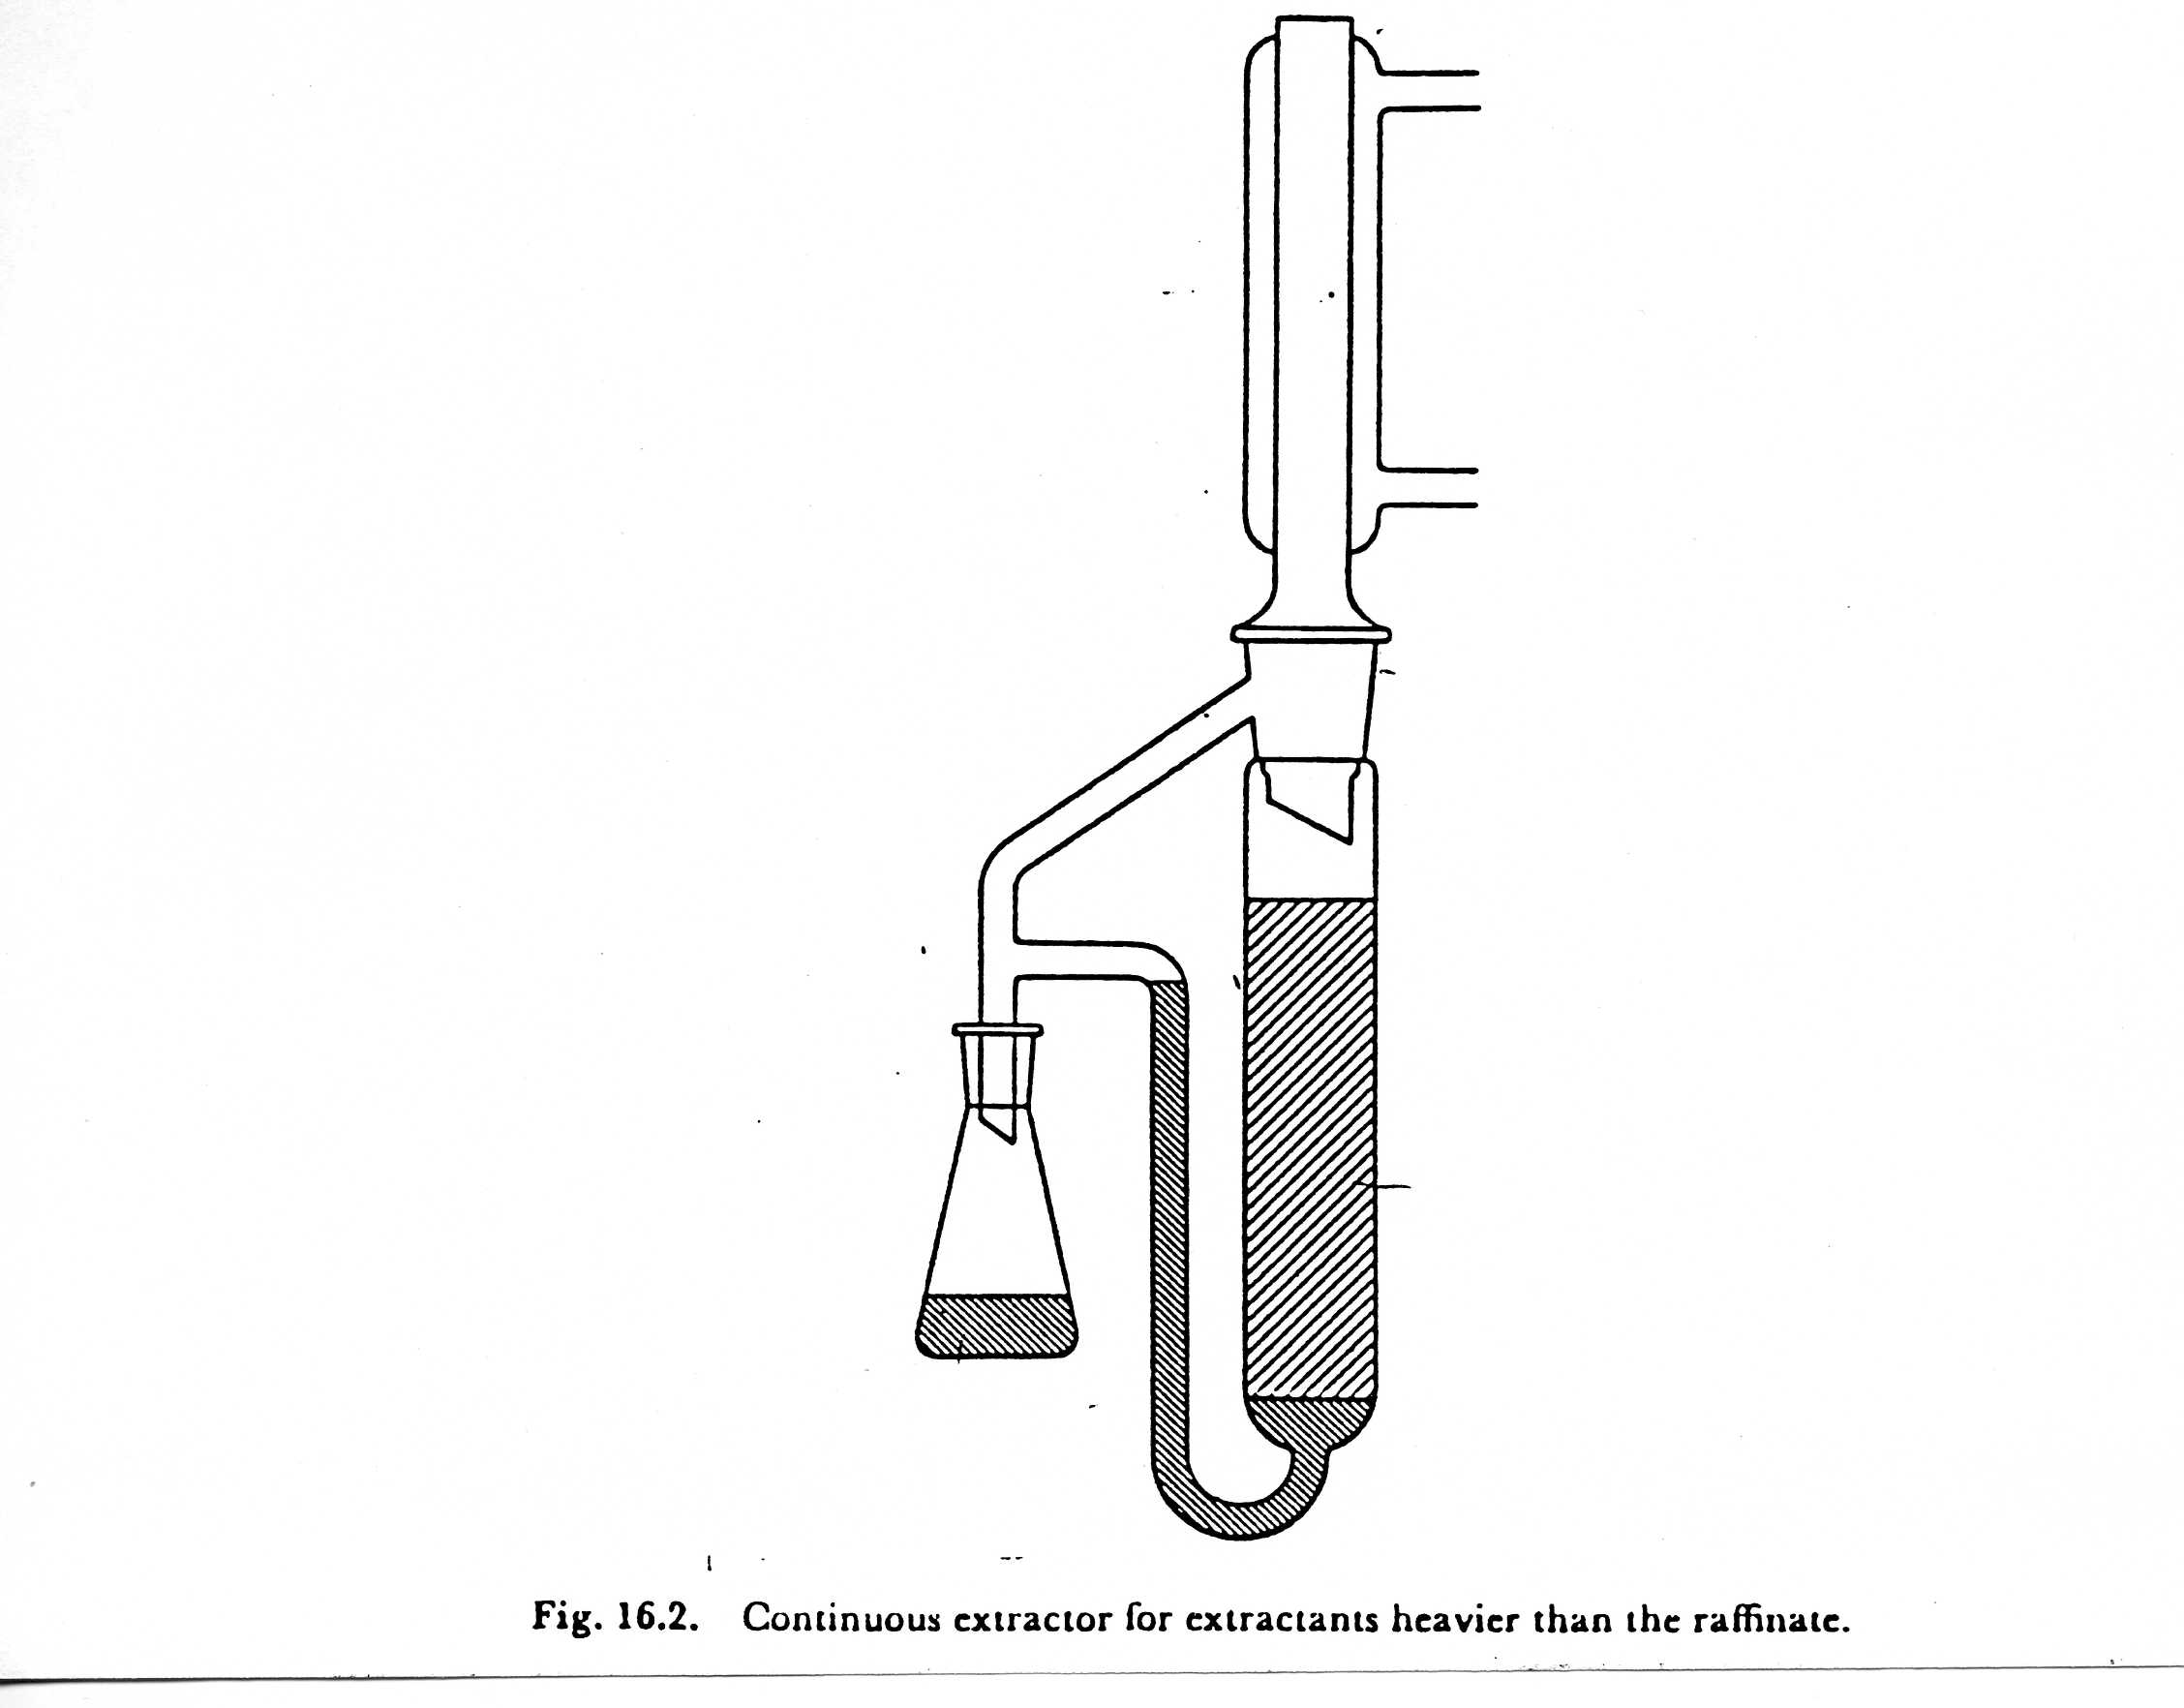 Fig. 16.2. Continuous extractor for extractants heavier than the raffinate.